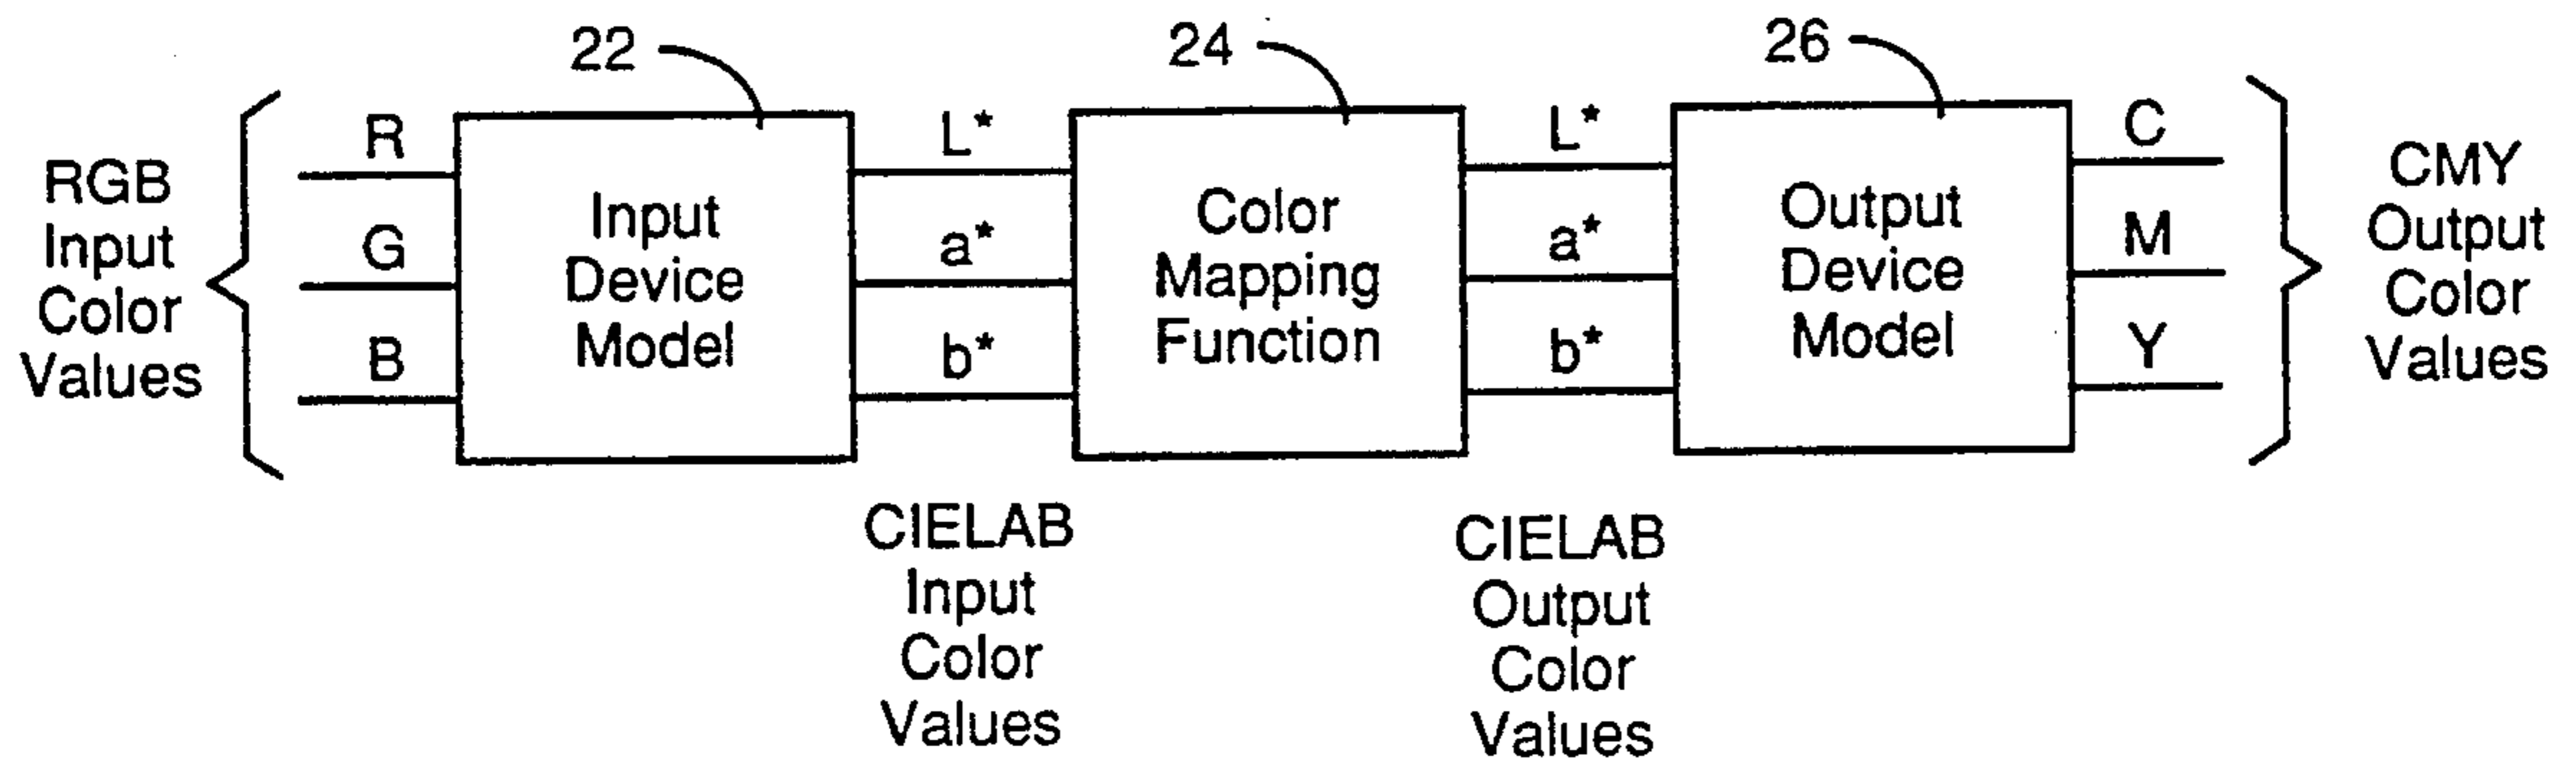 22
24
26
RGB
Input
Color
Values
R
G
B
Input
Device
Model
L*
a*
b*
CIELAB
Input
Color
Values
Color
Mapping
Function
L*
a*
b*
CIELAB
Output
Color
Values
Output
Device
Model
C
M
Y
CMY
Output
Color
Values